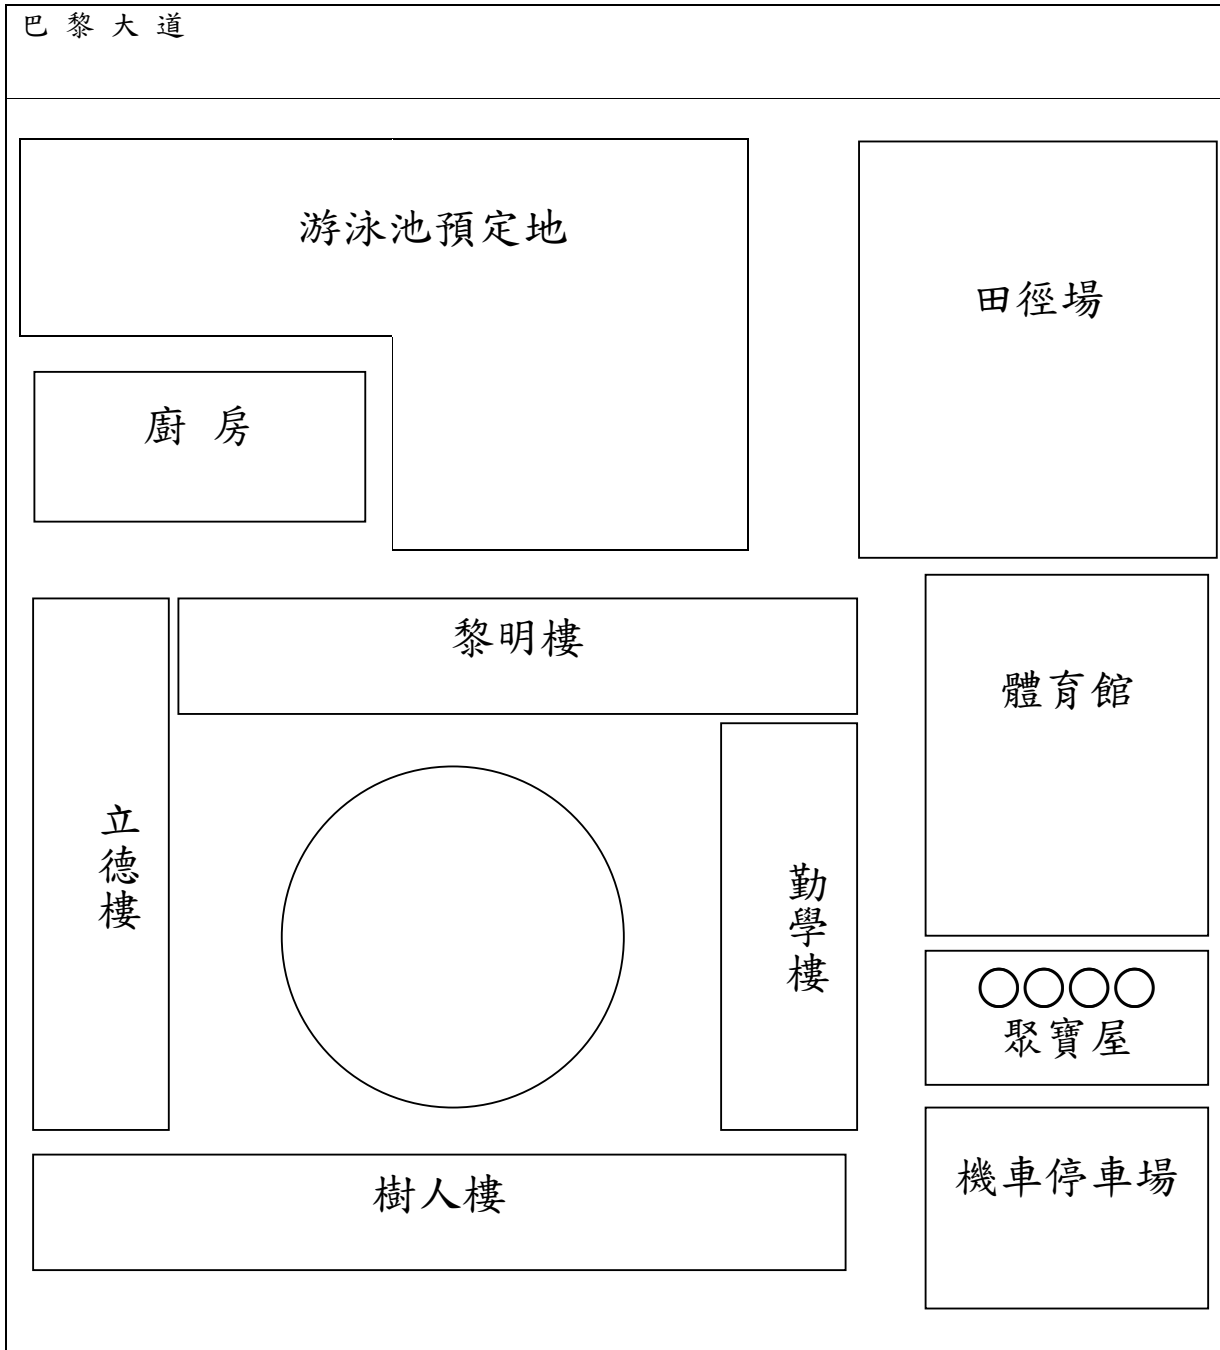 巴黎大道
游泳池預定地
田徑場
廚房
黎明樓
體育館
立德樓
勤學樓
○○○○
聚寶屋
樹人樓
機車停車場